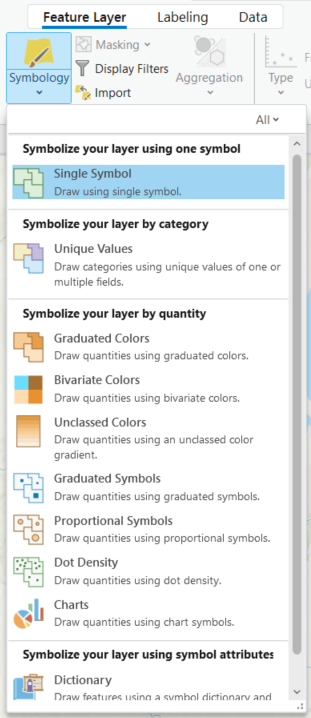 Feature Layer Labeling Data
Masking
Symbology Display Filters Aggregation Type
Import
All
Symbolize your layer using one symbol
Single Symbol
Draw using single symbol.
Symbolize your layer by category
Unique Values
Draw categories using unique values of one or
multiple fields.
Symbolize your layer by quantity
Graduated Colors
Draw quantities using graduated colors.
Bivariate Colors
Draw quantities using bivariate colors.
Unclassed Colors
Draw quantities using an unclassed color
gradient.
Graduated Symbols
Draw quantities using graduated symbols.
Proportional Symbols
Draw quantities using proportional symbols.
Dot Density
Draw quantities using dot density.
Charts
Draw quantities using chart symbols.
Symbolize your layer using symbol attributes
Dictionary
Draw features using a symbol dictionary and